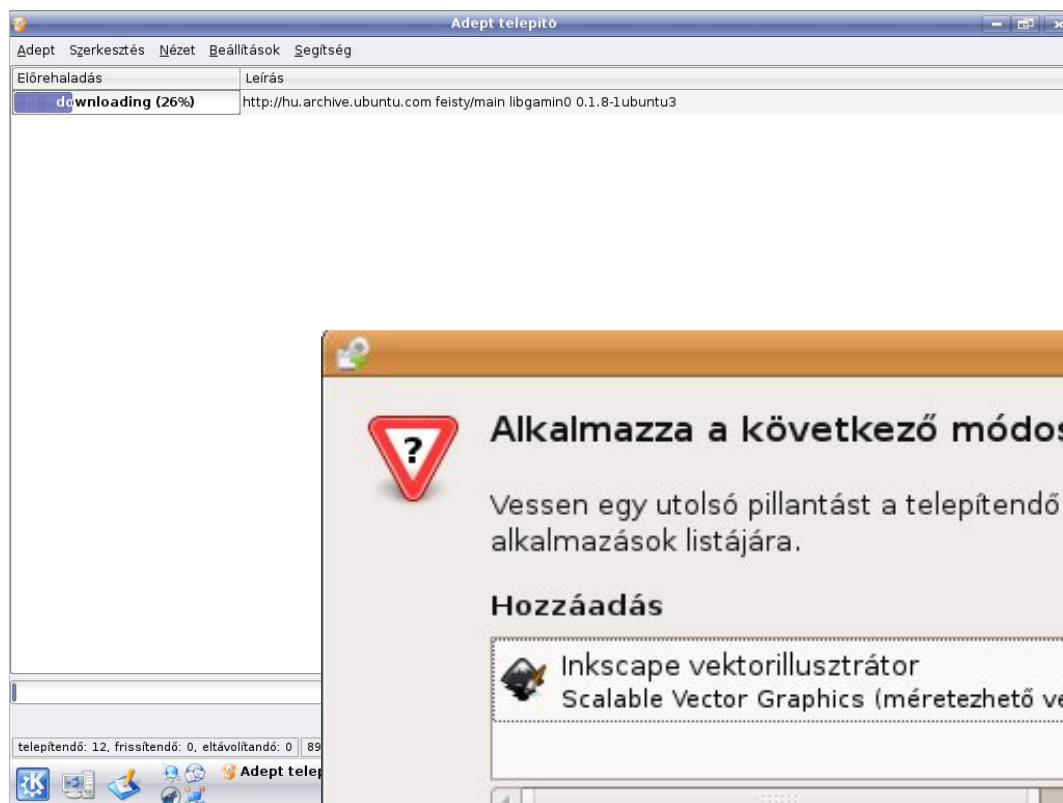 Adept telepítő
Adept Szerkesztés Nézet Beállítások Segítség
Előrehaladás Leírás
downloading (26%) http://hu.archive.ubuntu.com feisty/main libgamin0 0.1.8-1ubuntu3
Alkalmazza a következő módos
Vessen egy utolsó pillantást a telepítendő
alkalmazások listájára.
Hozzáadás
Inkscape vektorillusztrátor
Scalable Vector Graphics (méretezhető ve
telepítendő: 12, frissítendő: 0, eltávolítandó: 0 89
Adept telep